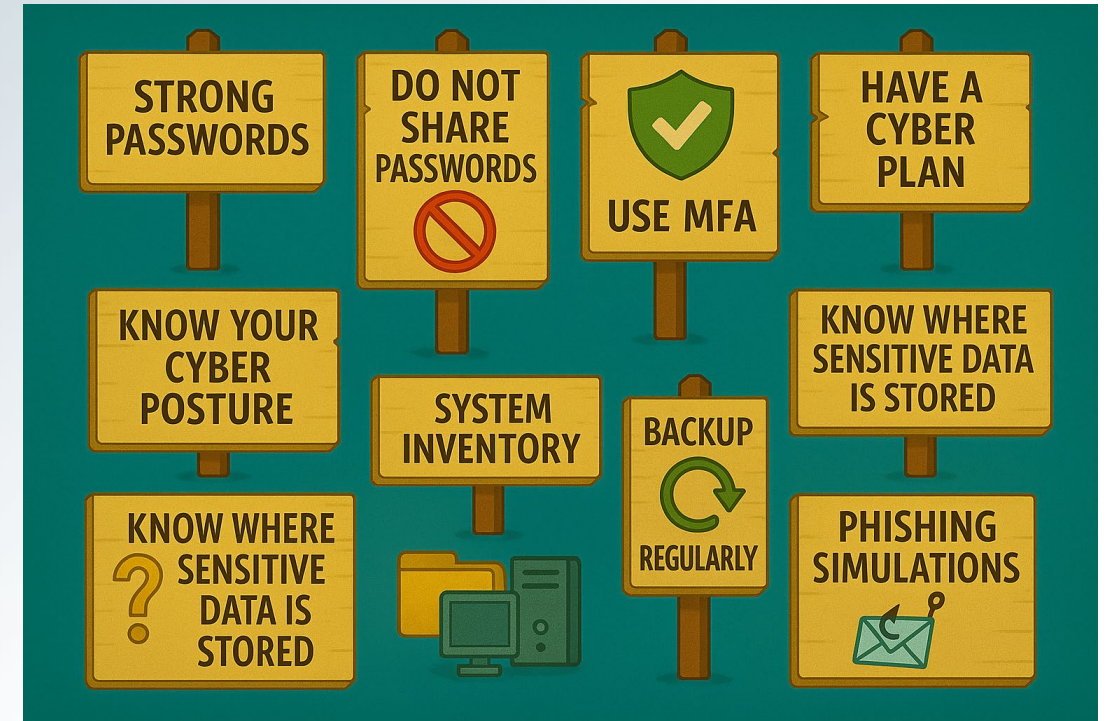 STRONG
PASSWORDS
DO NOT
SHARE
PASSWORDS
USE MFA
HAVE A
CYBER
PLAN
KNOW YOUR
CYBER
POSTURE
SYSTEM
INVENTORY
BACKUP
REGULARLY
KNOW WHERE
SENSITIVE DATA
IS STORED
KNOW WHERE
SENSITIVE
DATA IS
STORED
PHISHING
SIMULATIONS